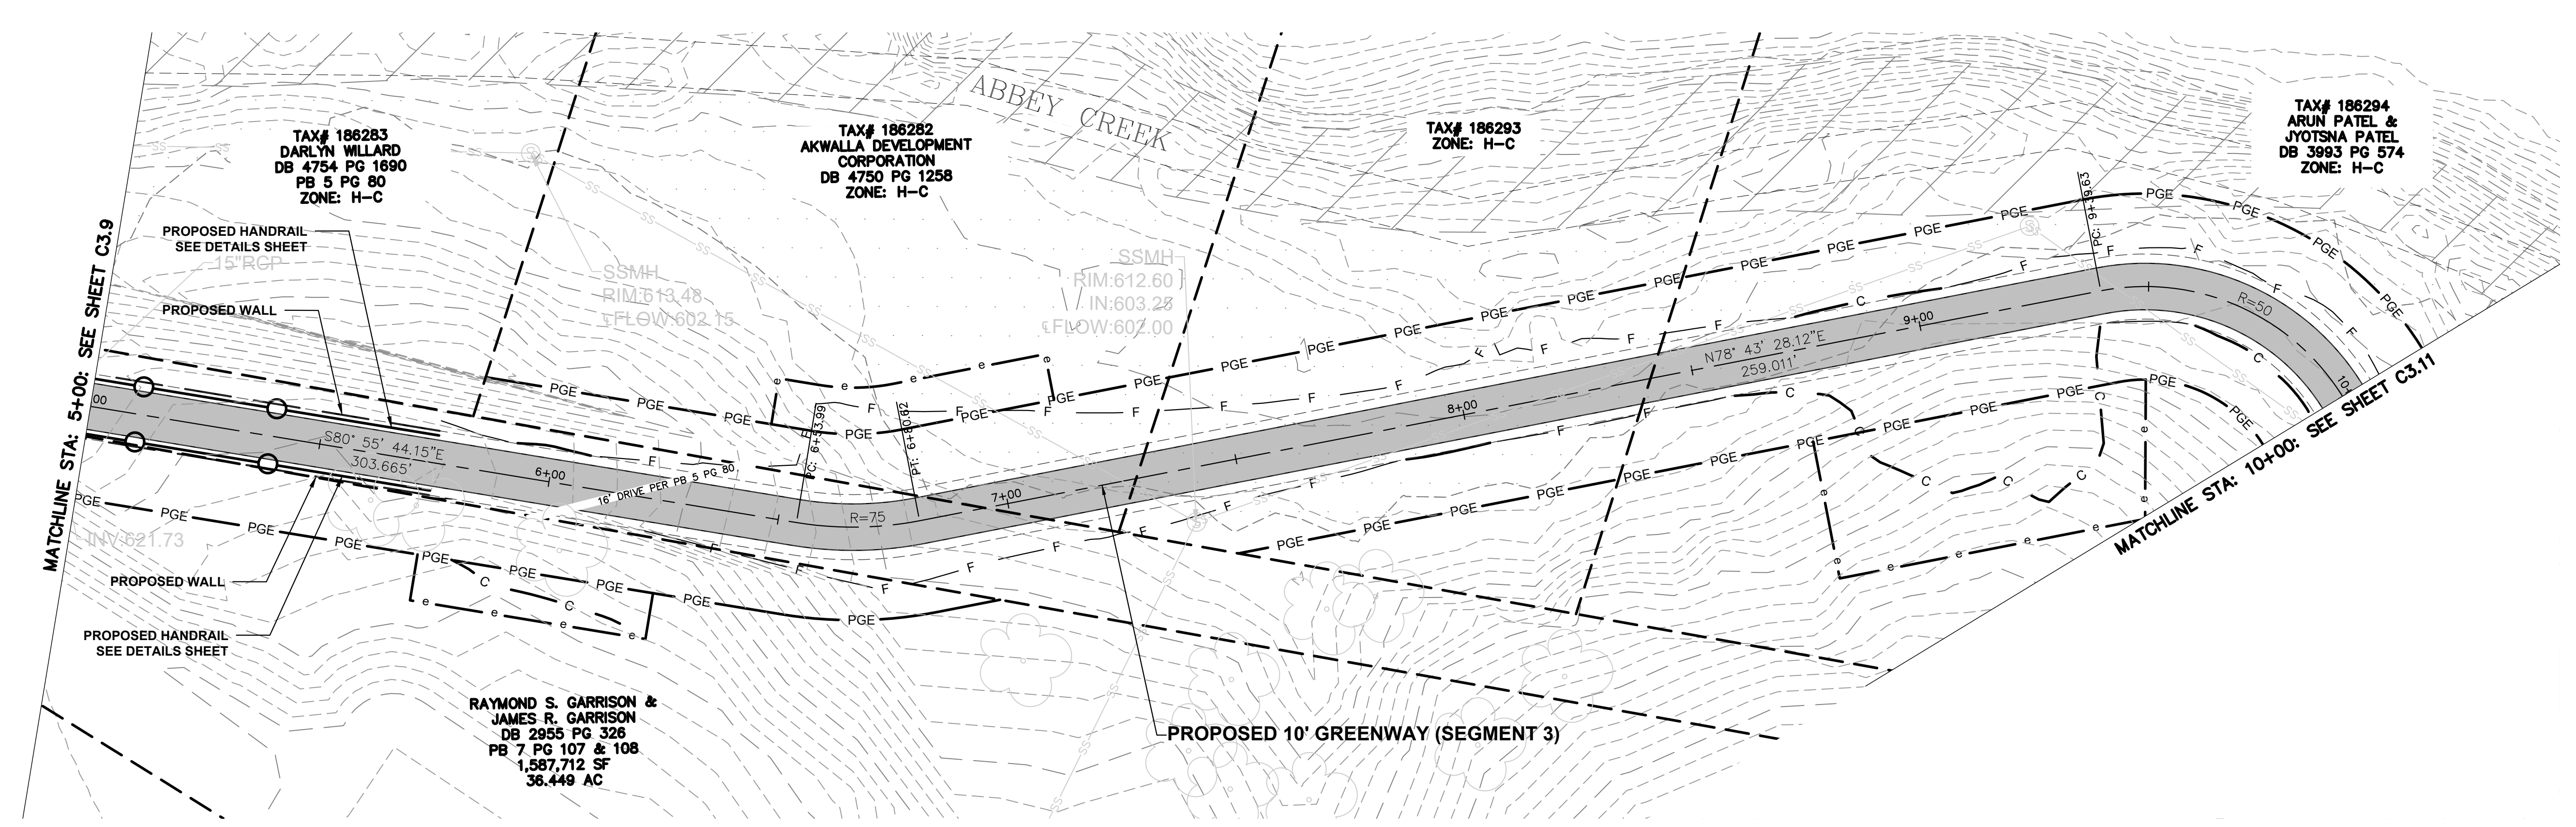 ABBEY CREEK
TAX# 186283
DARLYN WILLARD
DB 4754 PG 1690
PB 5 PG 80
ZONE: H-C
TAX# 186282
AKWALLA DEVELOPMENT
CORPORATION
DB 4750 PG 1258
ZONE: H-C
TAX# 186293
ZONE: H-C
TAX# 186294
ARUN PATEL &
JYOTSNA PATEL
DB 3993 PG 574
ZONE: H-C
MATCHLINE STA: 5+00: SEE SHEET C3.9
PROPOSED HANDRAIL
SEE DETAILS SHEET
15"RCP
PROPOSED WALL
SSMH
RIM:613.48
℄FLOW:602.15
SSMH
RIM:612.60
IN:603.28
℄FLOW:602.00
PC: 6+53.99
PT: 6+80.62
PC: 9+39.63
S80° 55' 44.15"E
303.665'
6+00
16' DRIVE PER PB 5 PG 80
R=75
7+00
8+00
N78° 43' 28.12"E
259.011'
9+00
R=50
MATCHLINE STA: 10+00: SEE SHEET C3.11
INV:621.73
PROPOSED WALL
PROPOSED HANDRAIL
SEE DETAILS SHEET
RAYMOND S. GARRISON &
JAMES R. GARRISON
DB 2955 PG 326
PB 7 PG 107 & 108
1,587,712 SF
36.449 AC
PROPOSED 10' GREENWAY (SEGMENT 3)
PGE
PGE
PGE
F
F
C
C
e
e
SS
SS